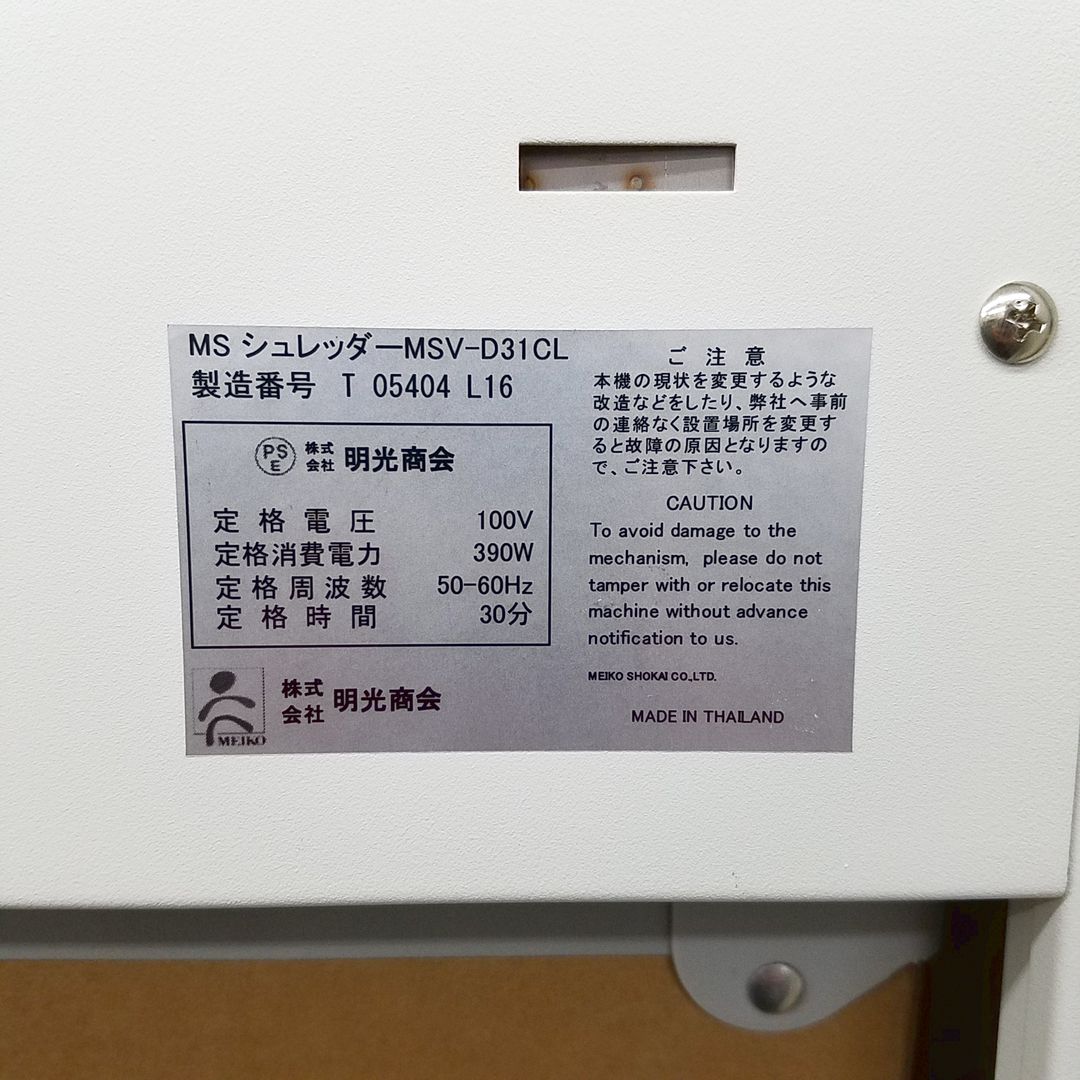 MS シュレッダーMSV-D31CL
製造番号 T 05404 L16
PSE 株式会社 明光商会
定格電圧 100V
定格消費電力 390W
定格周波数 50-60Hz
定格時間 30分
MEIKO 株式会社 明光商会
ご注意
本機の現状を変更するような
改造などをしたり、弊社へ事前
の連絡なく設置場所を変更す
ると故障の原因となりますの
で、ご注意下さい。
CAUTION
To avoid damage to the
mechanism, please do not
tamper with or relocate this
machine without advance
notification to us.
MEIKO SHOKAI CO.,LTD.
MADE IN THAILAND